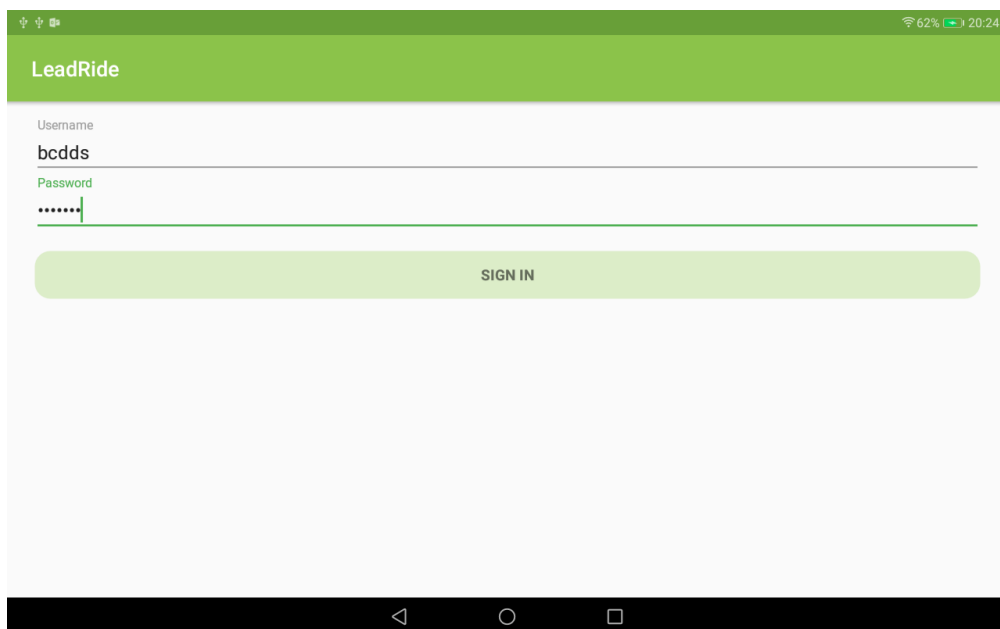 62% 20:24
LeadRide
Username
bcdds
Password
•••••••
SIGN IN